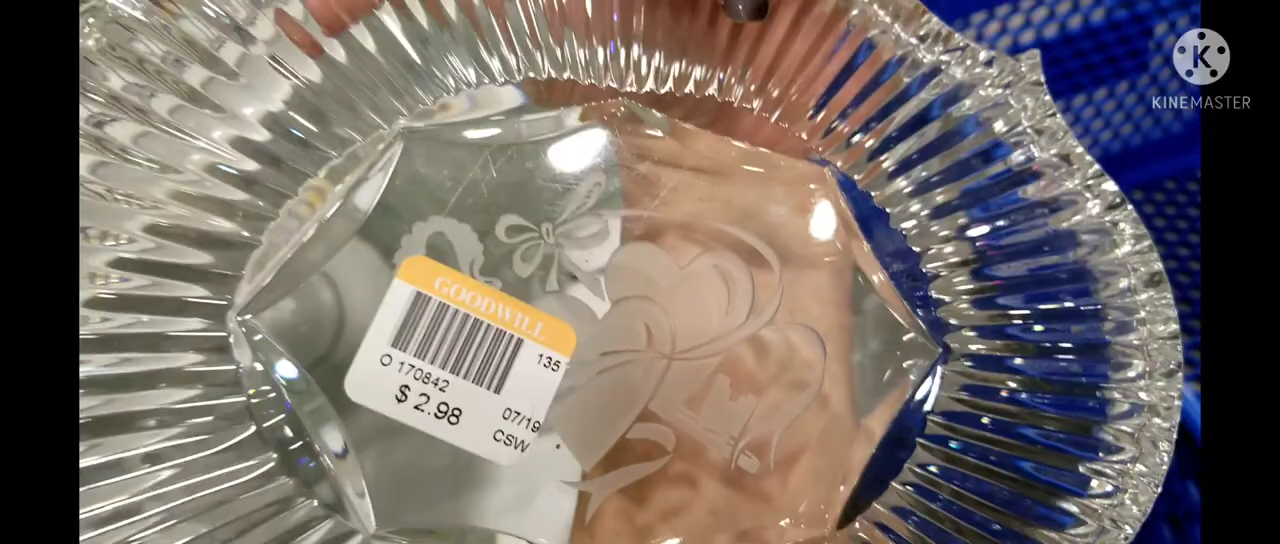 K
KINEMASTER
GOODWILL
135
O 170842
$ 2.98
07/19
CSW